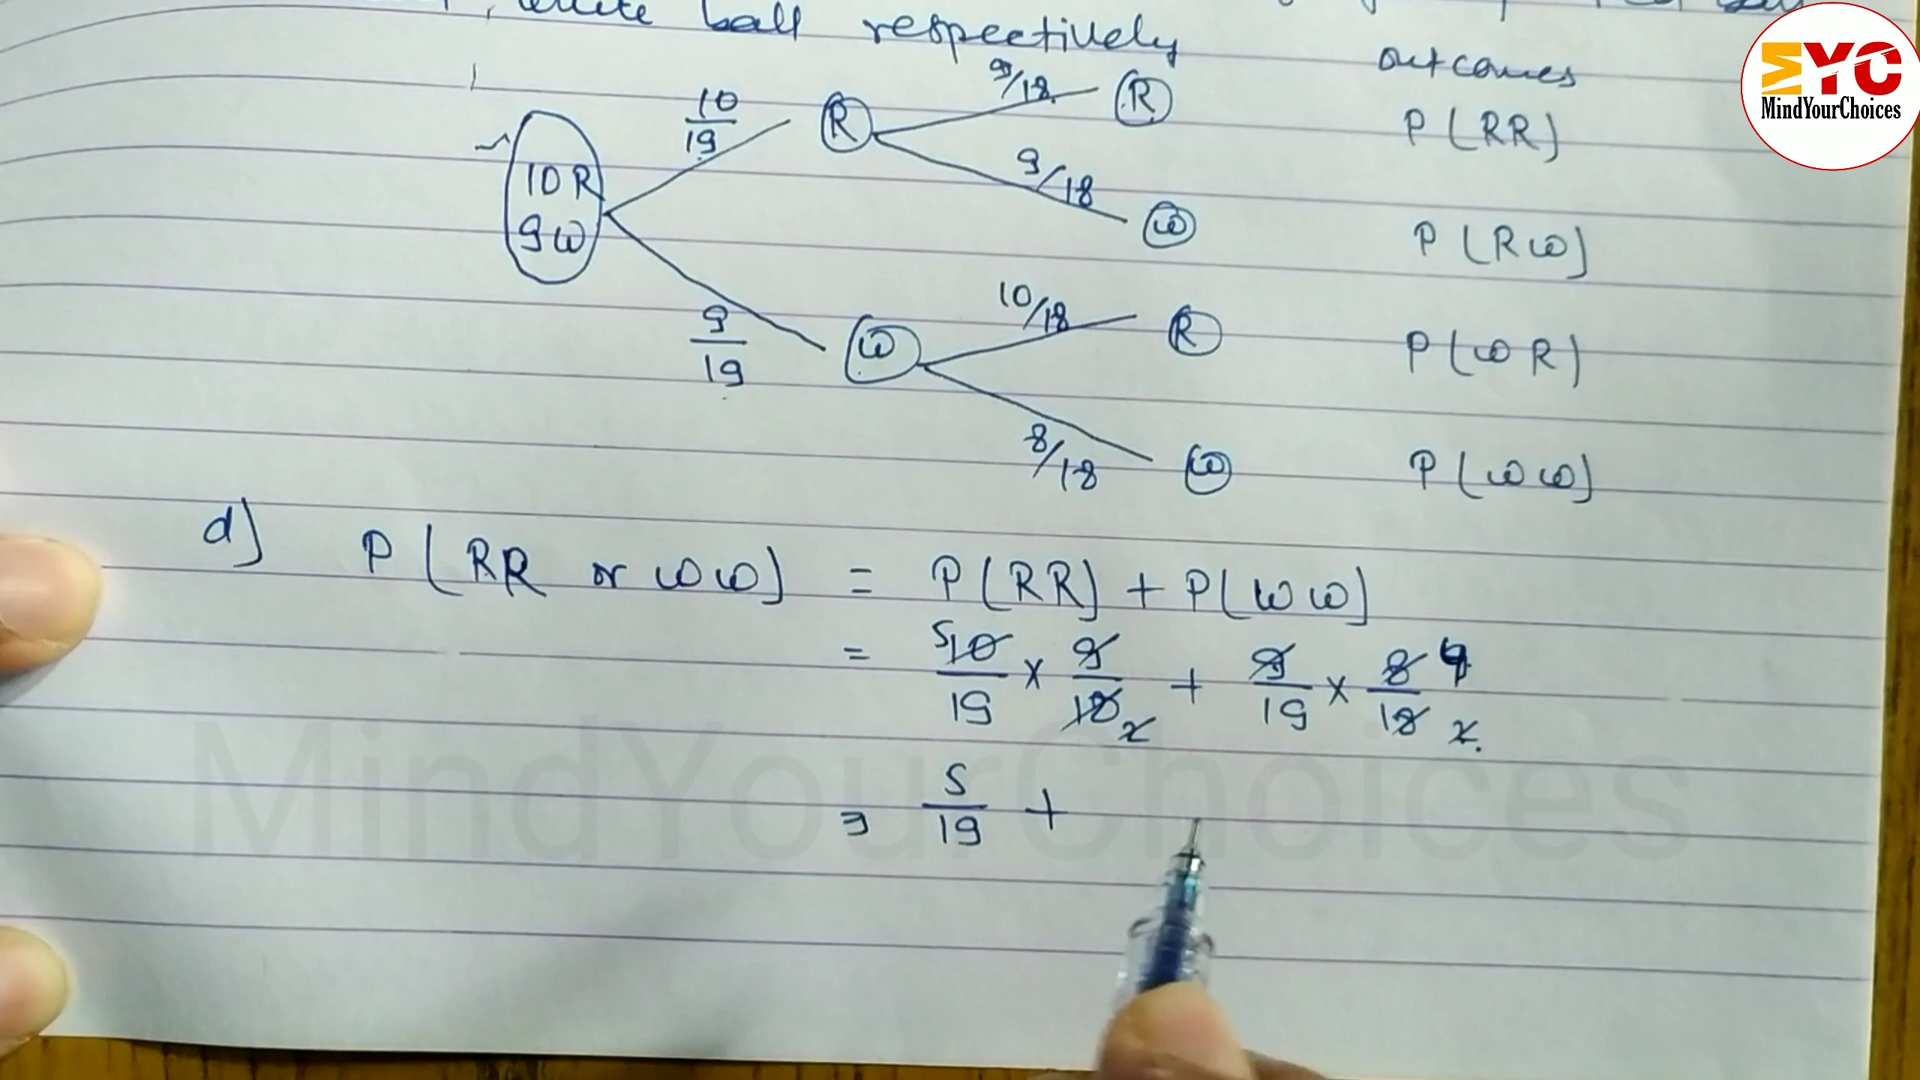 white ball respectively
outcomes
MYC
MindYourChoices
10/19 R 9/18 R P(RR)
9/18 W P(RW)
10R
9W
9/19 W 10/18 R P(WR)
8/18 W P(WW)
d) P(RR or WW) = P(RR) + P(WW)
= 5 10/19 × 9/18 2 + 9/19 × 8/18 4 2
= 5/19 +
MindYourChoices